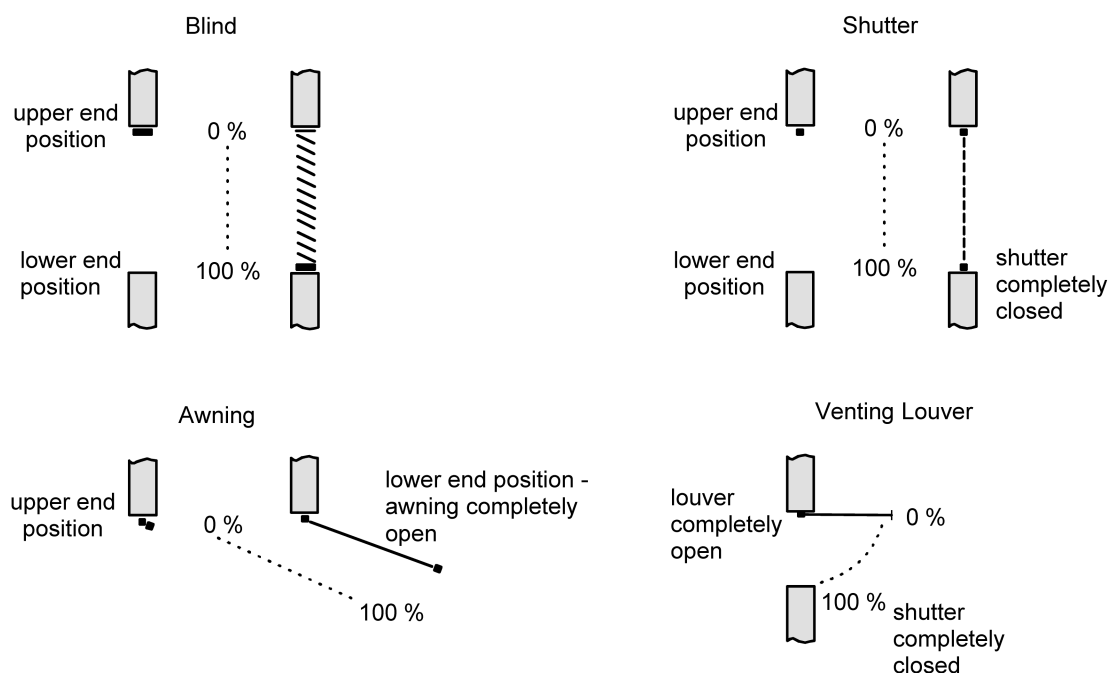 Blind
upper end
position
0 %
lower end
position
100 %
Shutter
upper end
position
0 %
lower end
position
100 %
shutter
completely
closed
Awning
upper end
position
0 %
lower end position -
awning completely
open
100 %
Venting Louver
louver
completely
open
0 %
100 %
shutter
completely
closed